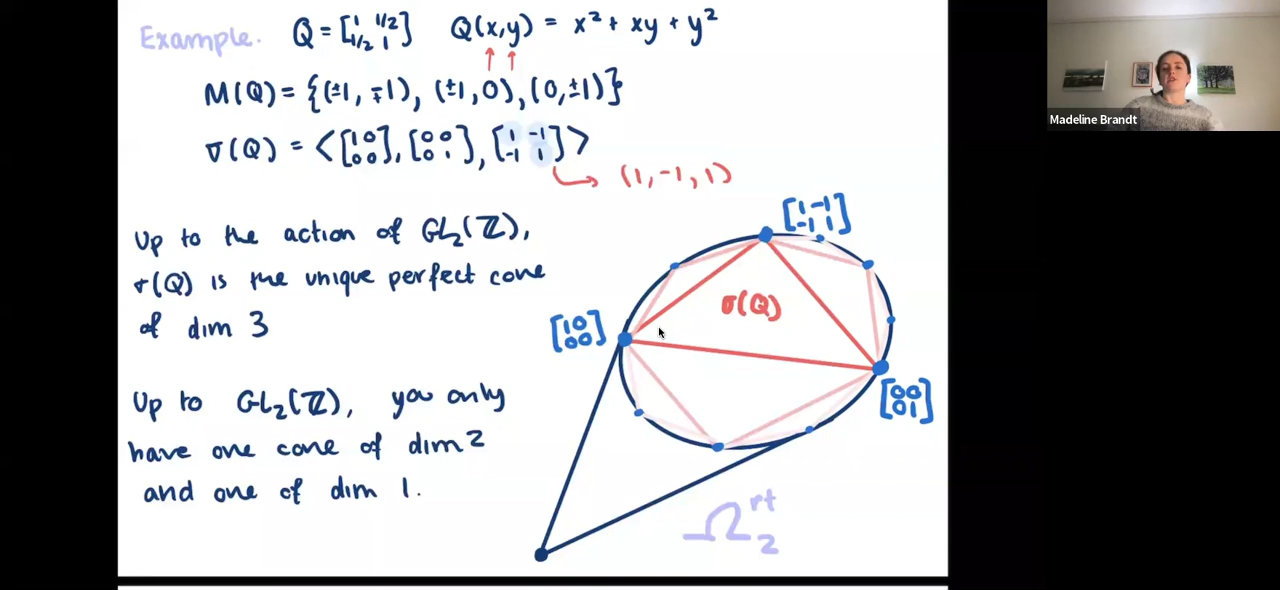 Example. Q = [1 1/2 1/2 1] Q(x,y) = x² + xy + y²
M(Q) = {(±1, ∓1), (±1, 0), (0, ±1)}
σ(Q) = <[1 0 0 0], [0 0 0 1], [1 -1 -1 1]>
(1, -1, 1)
Up to the action of GL₂(ℤ),
σ(Q) is the unique perfect cone
of dim 3
Up to GL₂(ℤ), you only
have one cone of dim 2
and one of dim 1.
[1 -1 -1 1]
σ(Q)
[1 0 0 0]
[0 0 0 1]
Ω₂ʳᵗ
Madeline Brandt